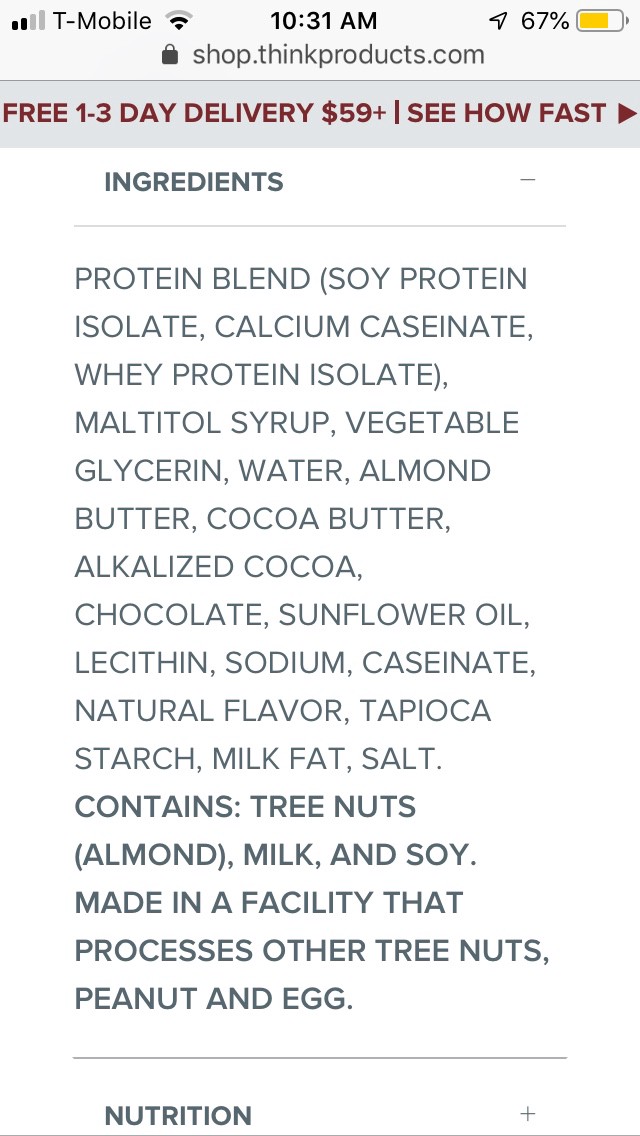 T-Mobile 10:31 AM 67%
shop.thinkproducts.com
FREE 1-3 DAY DELIVERY $59+ | SEE HOW FAST ▶
INGREDIENTS −
PROTEIN BLEND (SOY PROTEIN
ISOLATE, CALCIUM CASEINATE,
WHEY PROTEIN ISOLATE),
MALTITOL SYRUP, VEGETABLE
GLYCERIN, WATER, ALMOND
BUTTER, COCOA BUTTER,
ALKALIZED COCOA,
CHOCOLATE, SUNFLOWER OIL,
LECITHIN, SODIUM, CASEINATE,
NATURAL FLAVOR, TAPIOCA
STARCH, MILK FAT, SALT.
CONTAINS: TREE NUTS
(ALMOND), MILK, AND SOY.
MADE IN A FACILITY THAT
PROCESSES OTHER TREE NUTS,
PEANUT AND EGG.
NUTRITION +